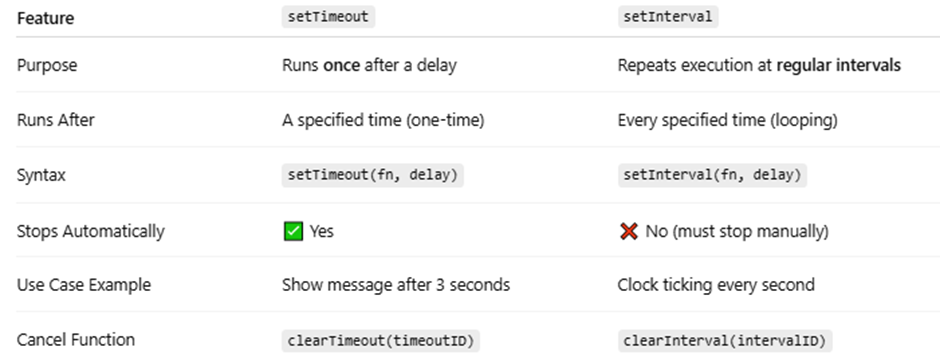 Feature setTimeout setInterval
Purpose Runs once after a delay Repeats execution at regular intervals
Runs After A specified time (one-time) Every specified time (looping)
Syntax setTimeout(fn, delay) setInterval(fn, delay)
Stops Automatically ✅ Yes ❌ No (must stop manually)
Use Case Example Show message after 3 seconds Clock ticking every second
Cancel Function clearTimeout(timeoutID) clearInterval(intervalID)